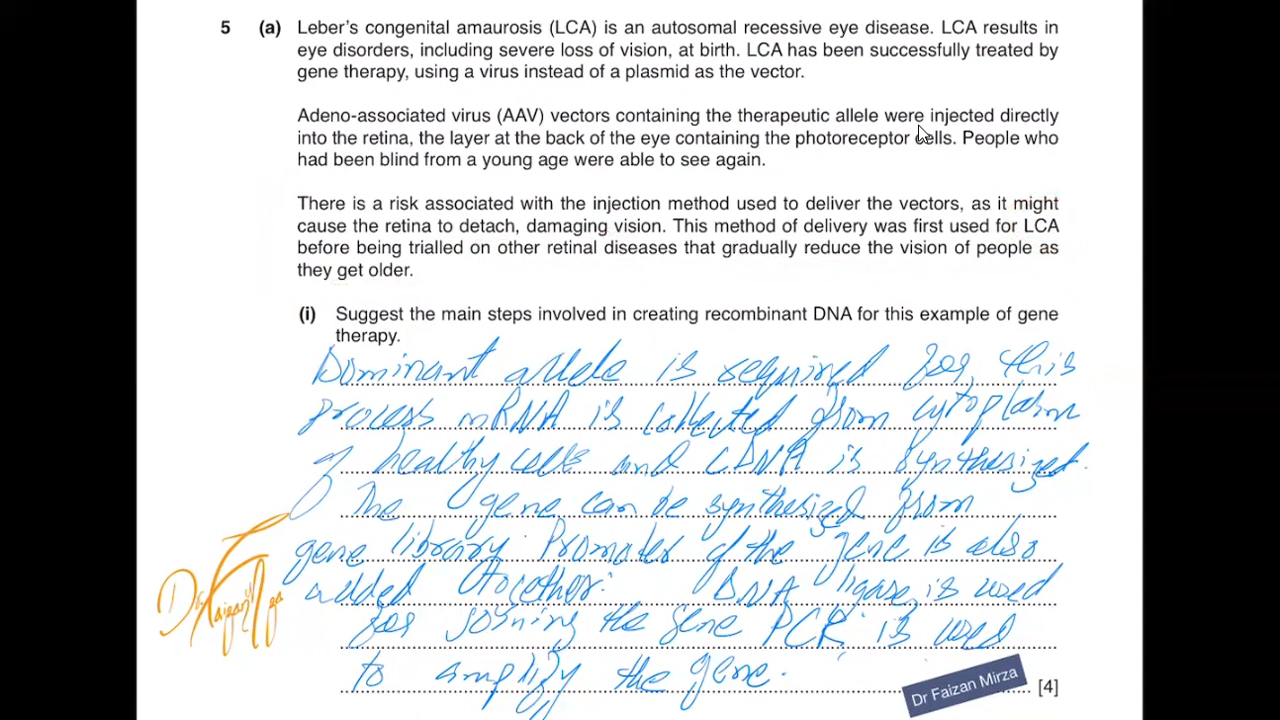 5 (a) Leber's congenital amaurosis (LCA) is an autosomal recessive eye disease. LCA results in
eye disorders, including severe loss of vision, at birth. LCA has been successfully treated by
gene therapy, using a virus instead of a plasmid as the vector.
Adeno-associated virus (AAV) vectors containing the therapeutic allele were injected directly
into the retina, the layer at the back of the eye containing the photoreceptor cells. People who
had been blind from a young age were able to see again.
There is a risk associated with the injection method used to deliver the vectors, as it might
cause the retina to detach, damaging vision. This method of delivery was first used for LCA
before being trialled on other retinal diseases that gradually reduce the vision of people as
they get older.
(i) Suggest the main steps involved in creating recombinant DNA for this example of gene
therapy.
Dominant allele is required for this
process mRNA is collected from cytoplasm
of healthy cells and cDNA is synthesized.
The gene can be synthesized from
gene library. Promoter of the gene is also
added together. DNA ligase is used
for joining the gene PCR is used
to amplify the gene.
Dr Faizan Mirza
[4]